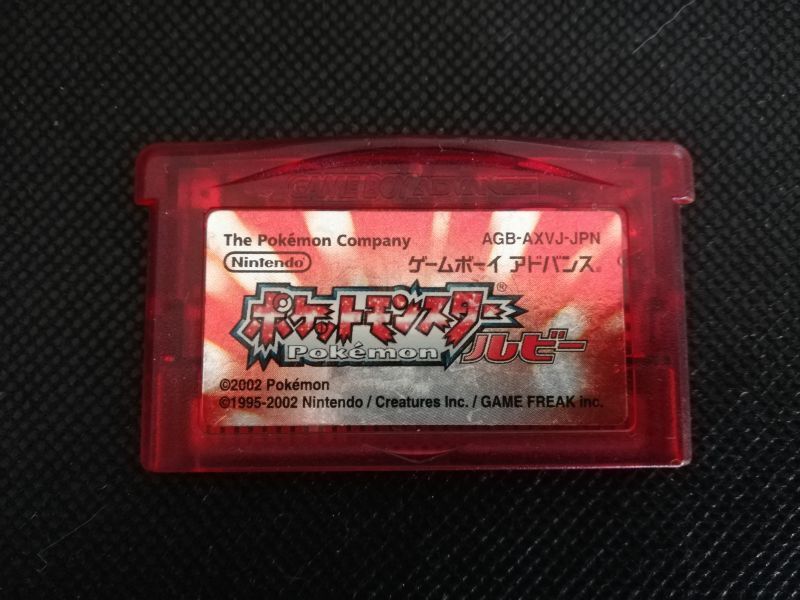 GAME BOY ADVANCE
The Pokémon Company AGB-AXVJ-JPN
Nintendo ゲームボーイ アドバンス®
ポケットモンスター®
Pokémon ルビー
©2002 Pokémon
©1995-2002 Nintendo / Creatures Inc. / GAME FREAK inc.